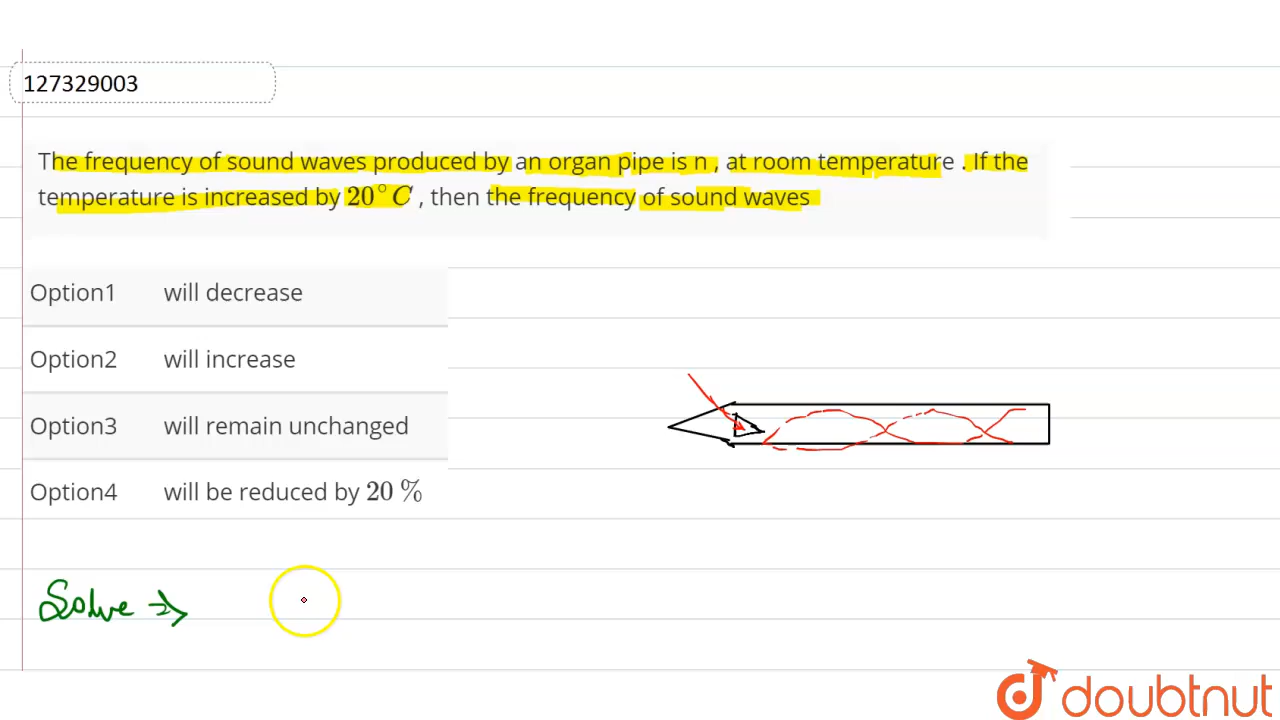 127329003
The frequency of sound waves produced by an organ pipe is n , at room temperature . If the
temperature is increased by 20°C , then the frequency of sound waves
Option1 will decrease
Option2 will increase
Option3 will remain unchanged
Option4 will be reduced by 20 %
Solve ⇒
doubtnut